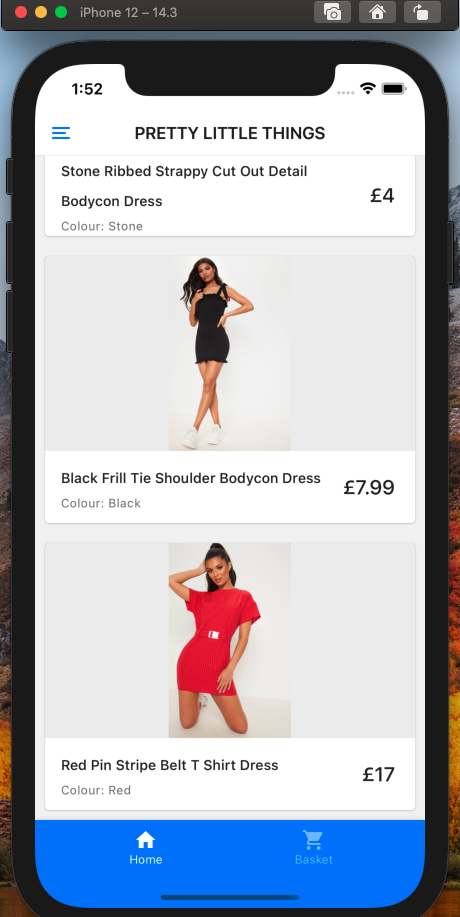 iPhone 12 – 14.3
1:52
PRETTY LITTLE THINGS
Stone Ribbed Strappy Cut Out Detail
Bodycon Dress
£4
Colour: Stone
Black Frill Tie Shoulder Bodycon Dress
£7.99
Colour: Black
Red Pin Stripe Belt T Shirt Dress
£17
Colour: Red
Home
Basket